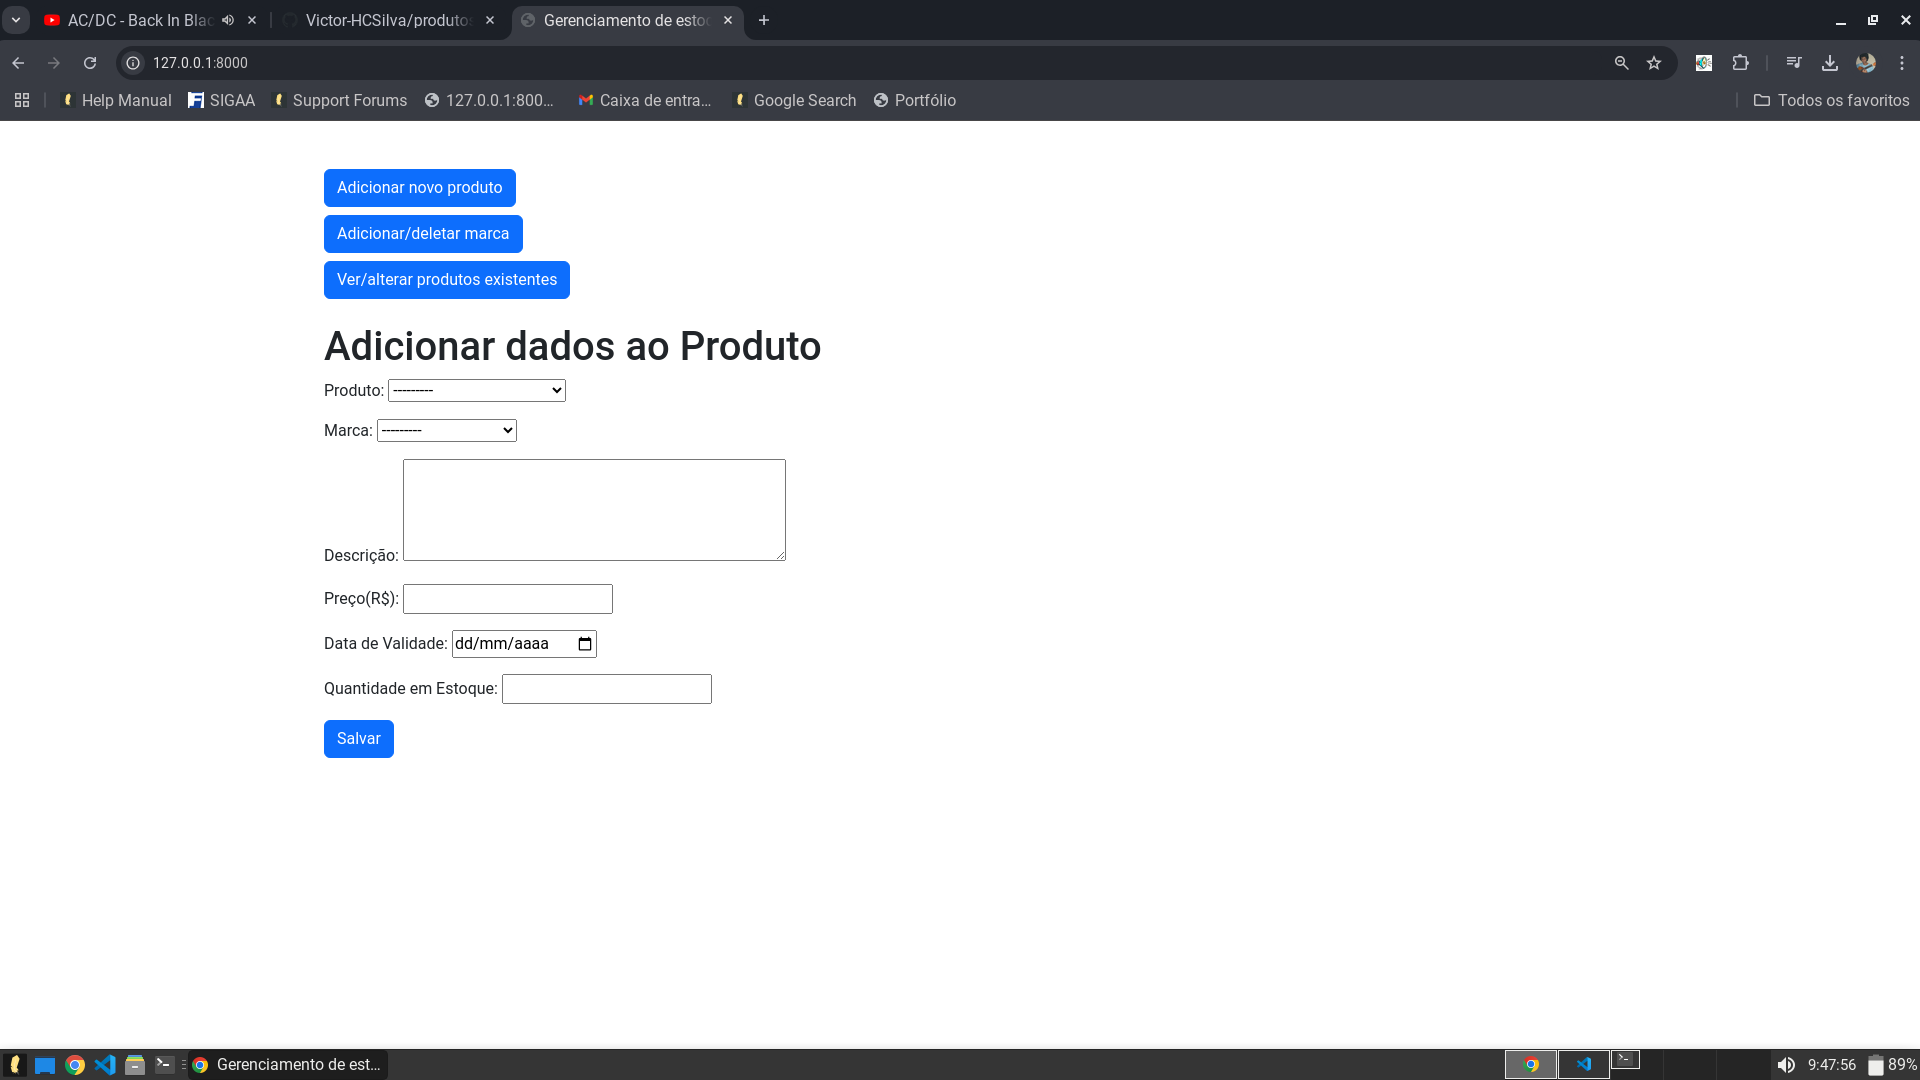 AC/DC - Back In Blac
Victor-HCSilva/produtos
Gerenciamento de estoq
127.0.0.1:8000
Help Manual
SIGAA
Support Forums
127.0.0.1:800...
Caixa de entra...
Google Search
Portfólio
Todos os favoritos
Adicionar novo produto
Adicionar/deletar marca
Ver/alterar produtos existentes
Adicionar dados ao Produto
Produto: ---------
Marca: ---------
Descrição:
Preço(R$):
Data de Validade: dd/mm/aaaa
Quantidade em Estoque:
Salvar
Gerenciamento de est...
9:47:56
89%